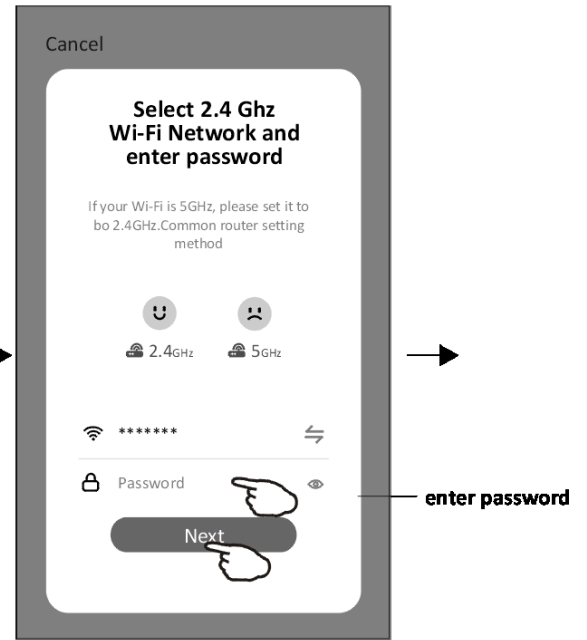 Cancel
Select 2.4 Ghz
Wi-Fi Network and
enter password
If your Wi-Fi is 5GHz, please set it to
bo 2.4GHz.Common router setting
method
2.4GHz 5GHz
*******
Password
enter password
Next